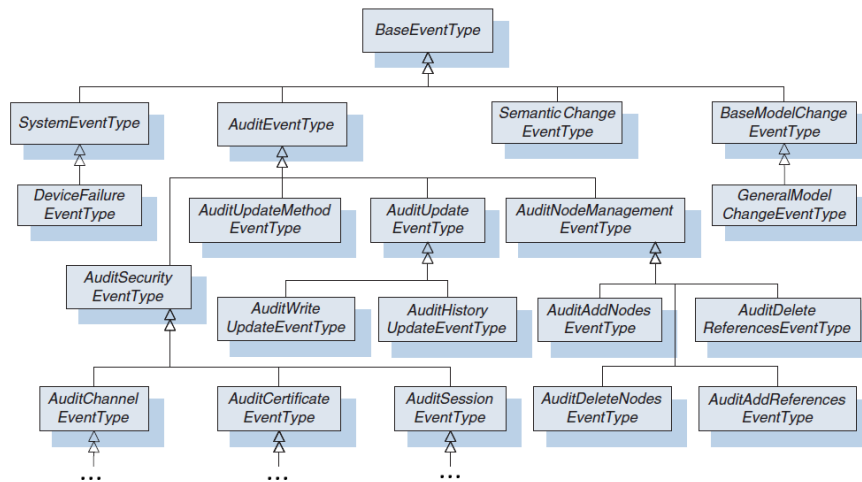 BaseEventType
SystemEventType
AuditEventType
Semantic Change
EventType
BaseModelChange
EventType
DeviceFailure
EventType
AuditUpdateMethod
EventType
AuditUpdate
EventType
AuditNodeManagement
EventType
GeneralModel
ChangeEventType
AuditSecurity
EventType
AuditWrite
UpdateEventType
AuditHistory
UpdateEventType
AuditAddNodes
EventType
AuditDelete
ReferencesEventType
AuditChannel
EventType
AuditCertificate
EventType
AuditSession
EventType
AuditDeleteNodes
EventType
AuditAddReferences
EventType
...
...
...